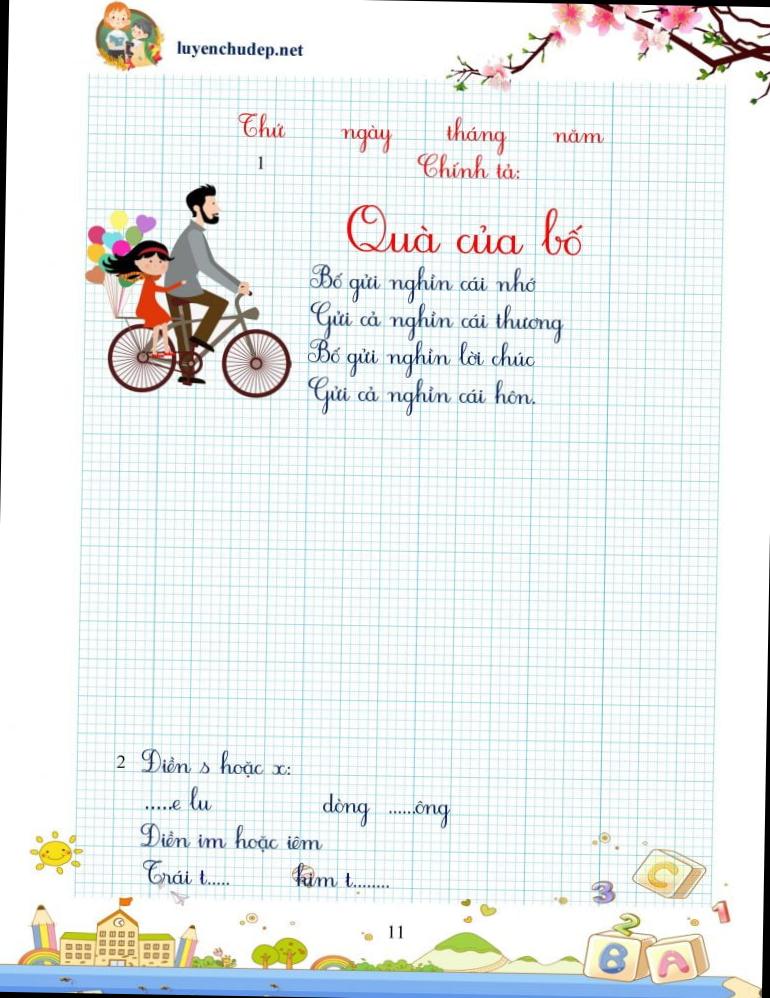 luyenchudep.net
Thứ ngày tháng năm
1
Chính tả:
Quà của bố
Bố gửi nghìn cái nhớ
Gửi cả nghìn cái thương
Bố gửi nghìn lời chúc
Gửi cả nghìn cái hôn.
2 Điền s hoặc x:
.....e lu dòng ......ông
Điền im hoặc iêm
Trái t..... kim t........
C
3
1
2
B A
11